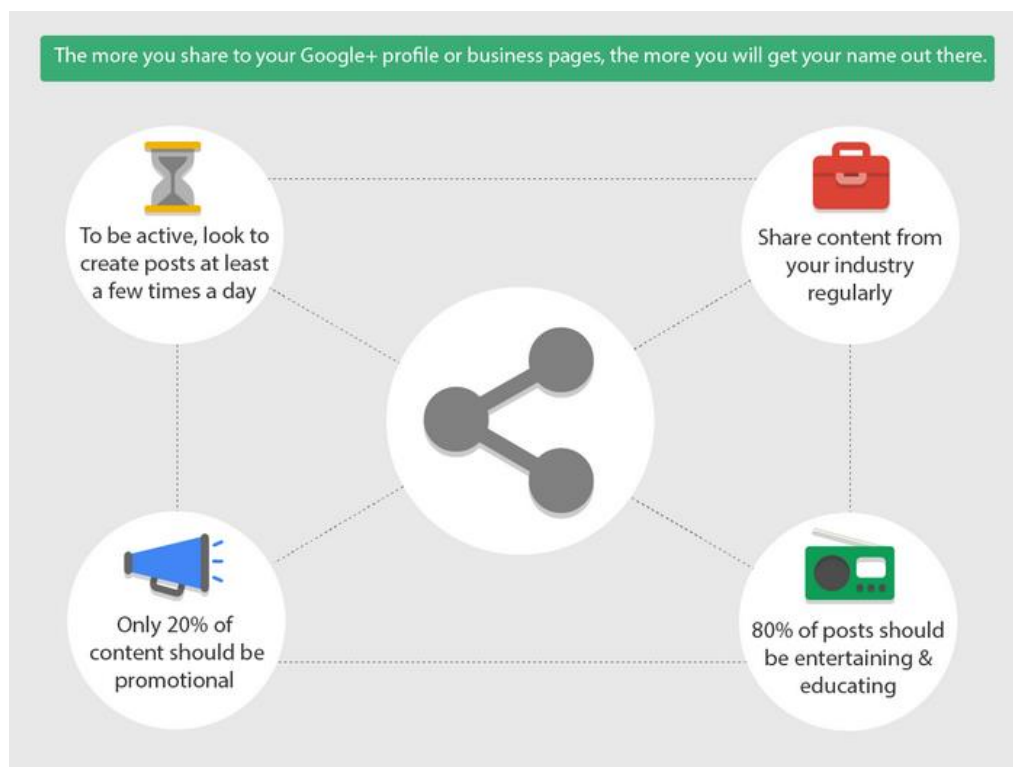 The more you share to your Google+ profile or business pages, the more you will get your name out there.
To be active, look to
create posts at least
a few times a day
Share content from
your industry
regularly
Only 20% of
content should be
promotional
80% of posts should
be entertaining &
educating